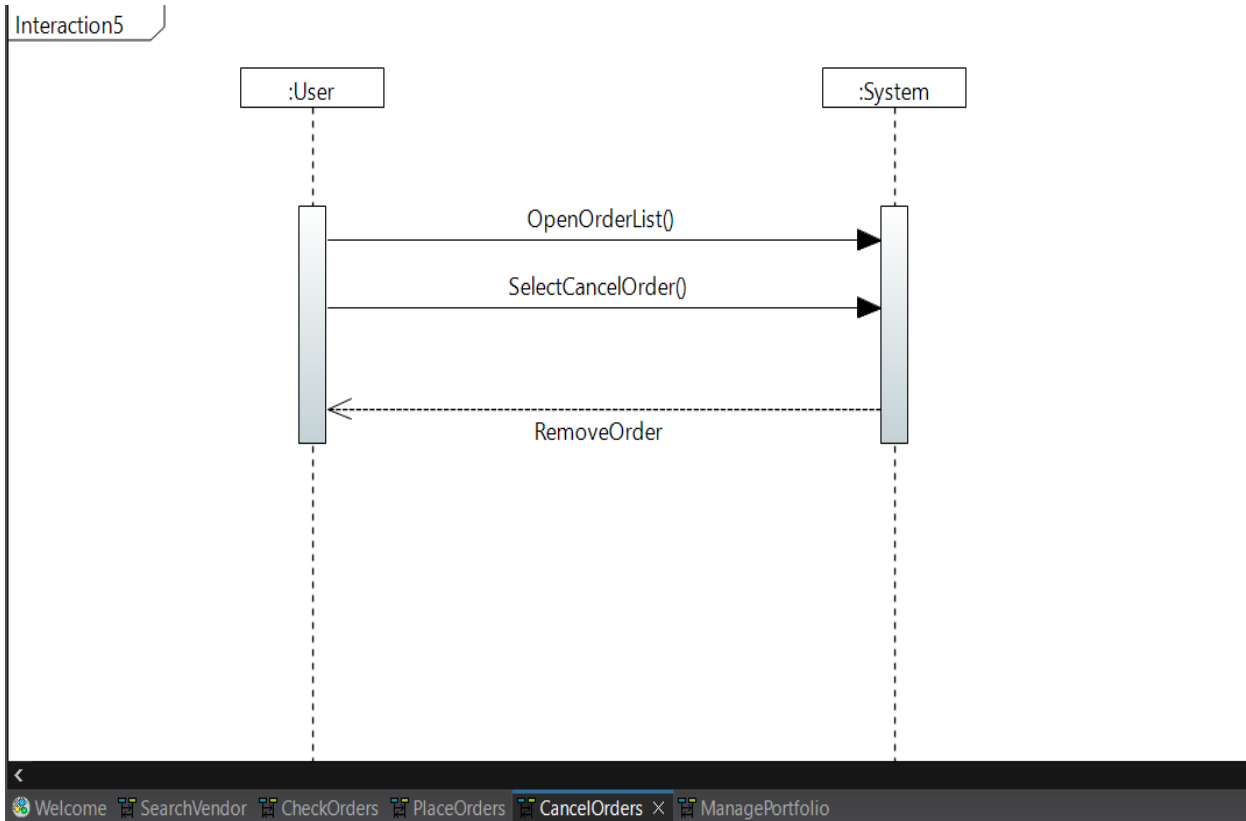 Interaction5
:User
:System
OpenOrderList()
SelectCancelOrder()
RemoveOrder
Welcome SearchVendor CheckOrders PlaceOrders CancelOrders ManagePortfolio